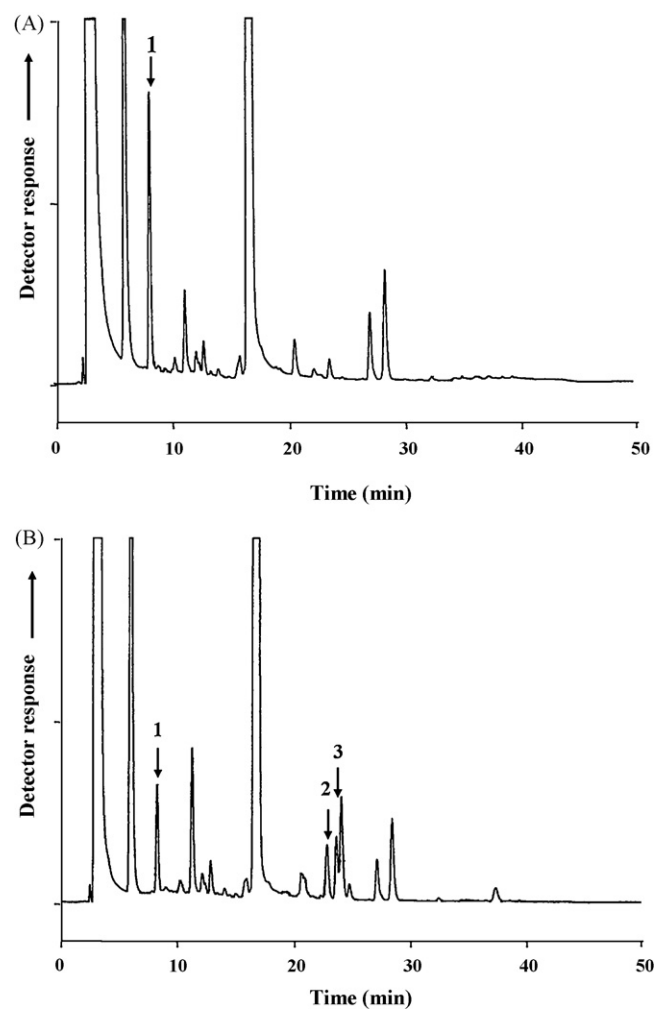 (A)
1
Detector response
0 10 20 30 40 50
Time (min)
(B)
3
1
2
Detector response
0 10 20 30 40 50
Time (min)